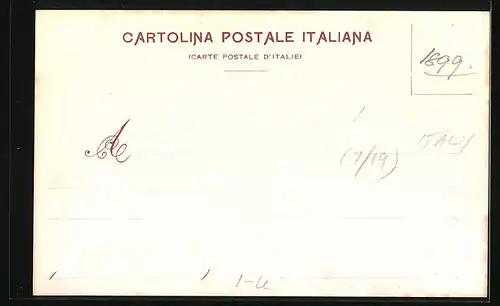 CARTOLINA POSTALE ITALIANA
(CARTE POSTALE D'ITALIE)
1899.
A
(7/19)
ITALY
1-4